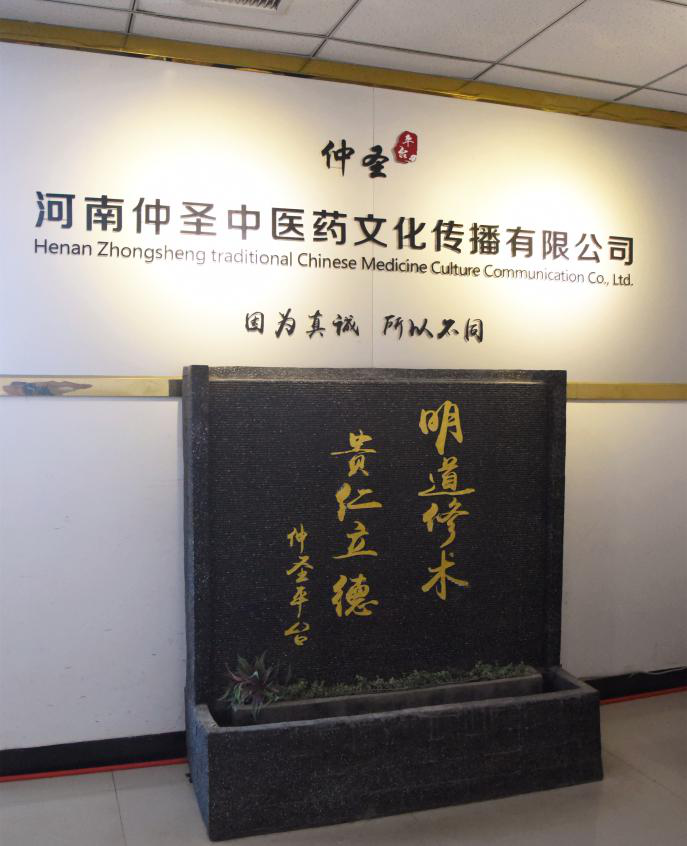 仲圣 平台
河南仲圣中医药文化传播有限公司
Henan Zhongsheng traditional Chinese Medicine Culture Communication Co., Ltd.
因为真诚 所以不同
明道修术
贵仁立德
仲圣平台